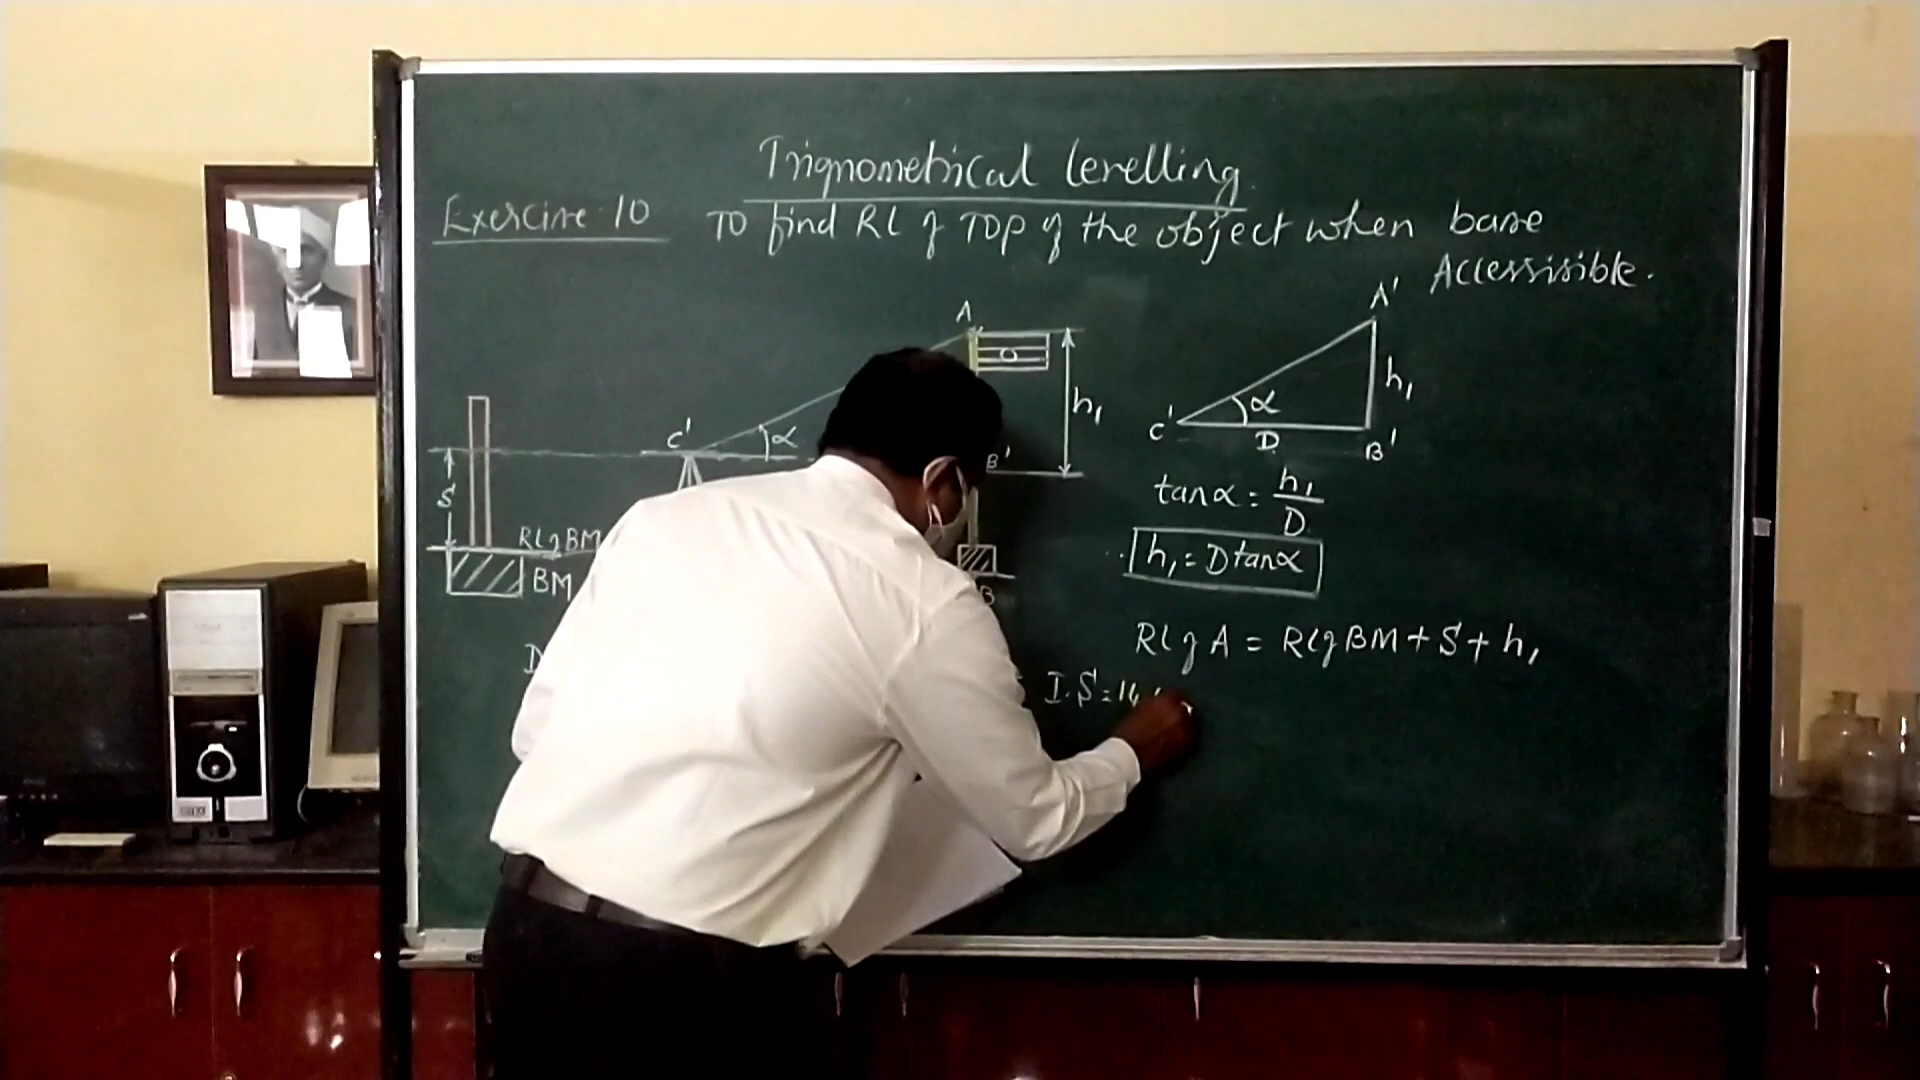 Trignometrical levelling
Exercise 10 To find RL of TOP of the object when base
Accessisible.
A
A'
h₁
h₁
C'
α
C'
α
D
B'
B'
S
tanα = h₁/D
RL of BM
BM
B
h₁ = Dtanα
RL of A = RL of BM + S + h₁
I.S =